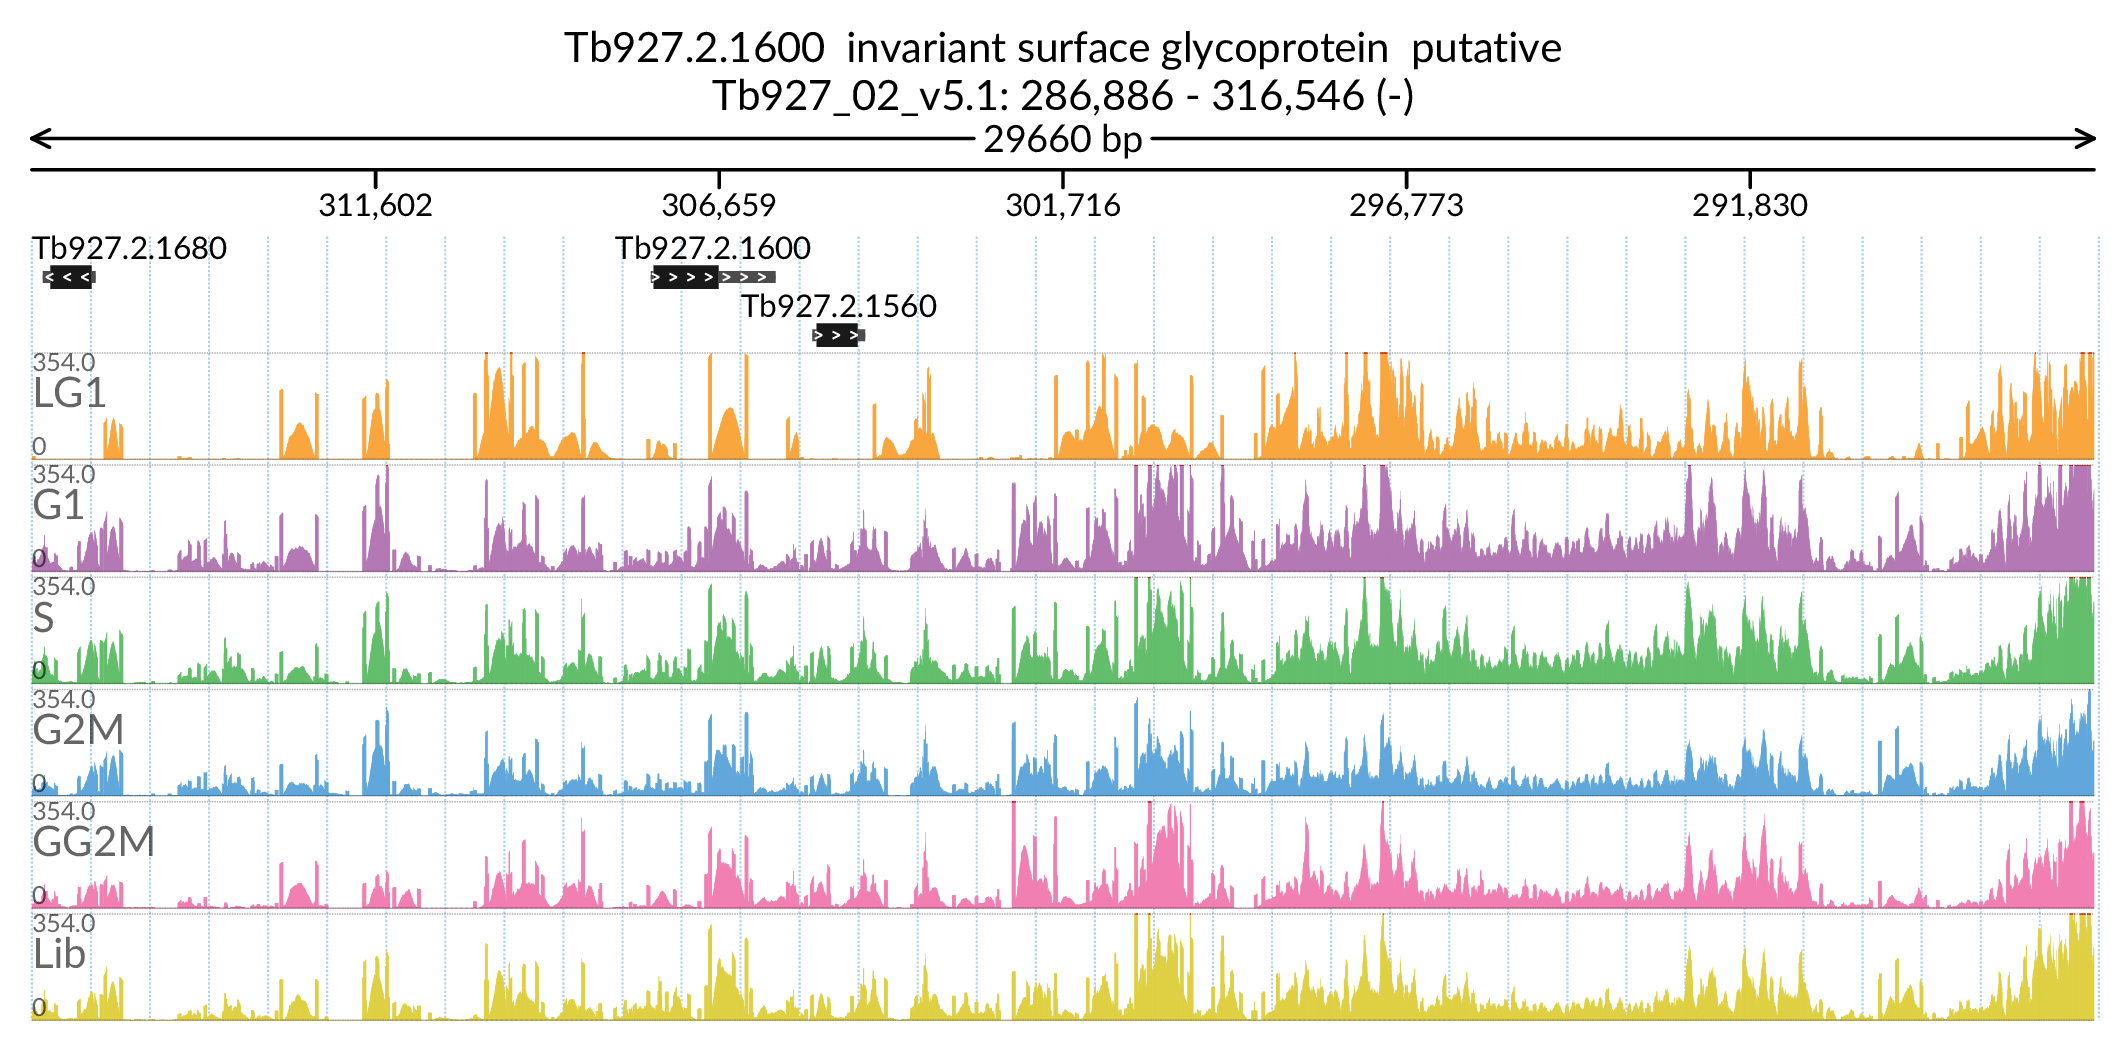 Tb927.2.1600  invariant surface glycoprotein  putative
Tb927_02_v5.1: 286,886 - 316,546 (-)
29660 bp
311,602 306,659 301,716 296,773 291,830
Tb927.2.1680 Tb927.2.1600
Tb927.2.1560
354.0
LG1
0
354.0
G1
0
354.0
S
0
354.0
G2M
0
354.0
GG2M
0
354.0
Lib
0